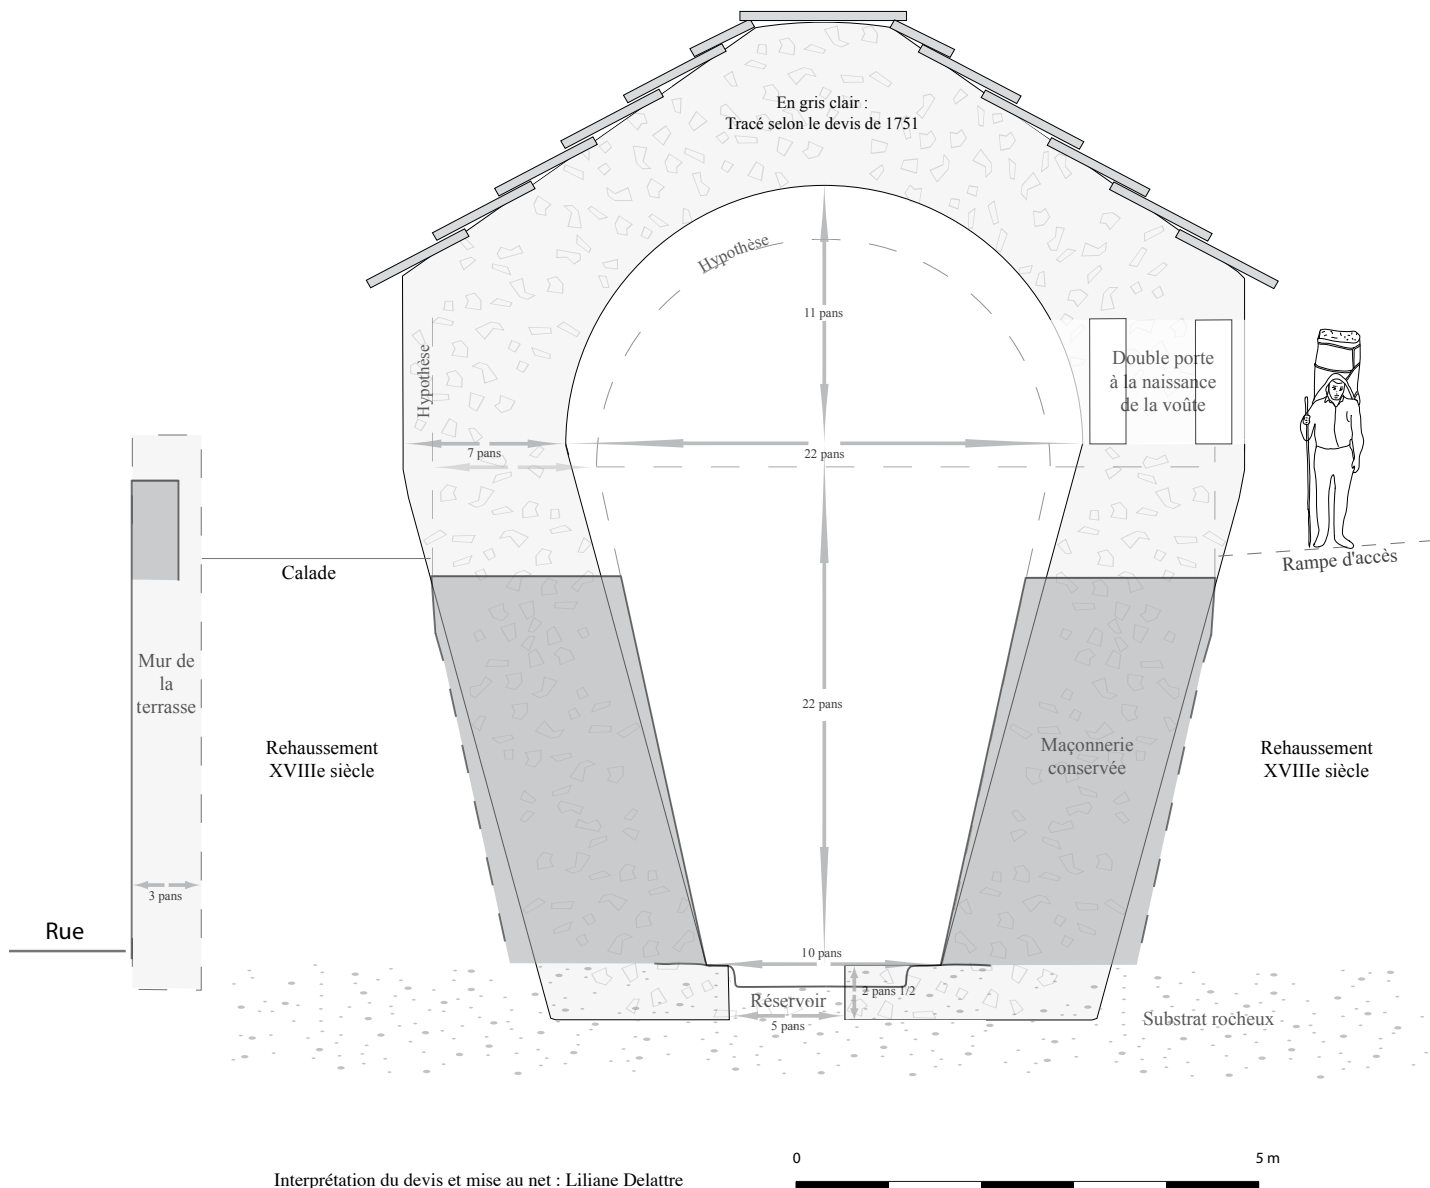 En gris clair :
Tracé selon le devis de 1751
Hypothèse
11 pans
Hypothèse
Double porte
à la naissance
de la voûte
7 pans
22 pans
Calade
Rampe d'accès
Mur de
la
terrasse
22 pans
Rehaussement
XVIIIe siècle
Maçonnerie
conservée
Rehaussement
XVIIIe siècle
3 pans
Rue
10 pans
2 pans 1/2
Réservoir
5 pans
Substrat rocheux
0
5 m
Interprétation du devis et mise au net : Liliane Delattre